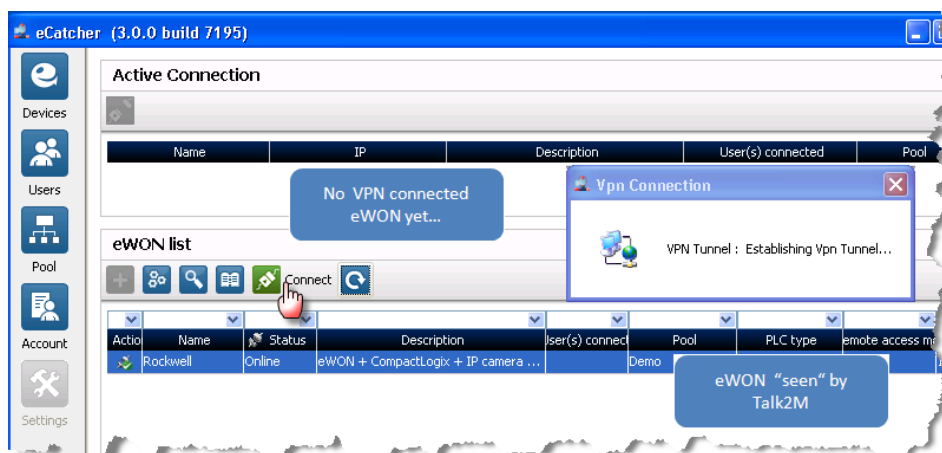 eCatcher (3.0.0 build 7195)
Devices
Users
Pool
Account
Settings
Active Connection
Name IP Description User(s) connected Pool
No VPN connected
eWON yet...
Vpn Connection
VPN Tunnel : Establishing Vpn Tunnel...
eWON list
Connect
Actio Name Status Description Jser(s) connect Pool PLC type emote access m
Rockwell Online eWON + CompactLogix + IP camera ... Demo
eWON “seen“ by
Talk2M